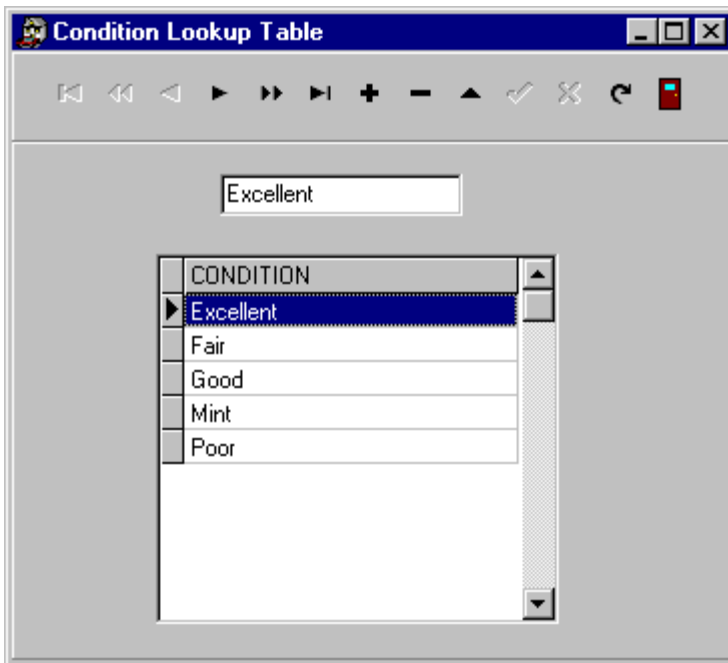 Condition Lookup Table
Excellent
CONDITION
Excellent
Fair
Good
Mint
Poor